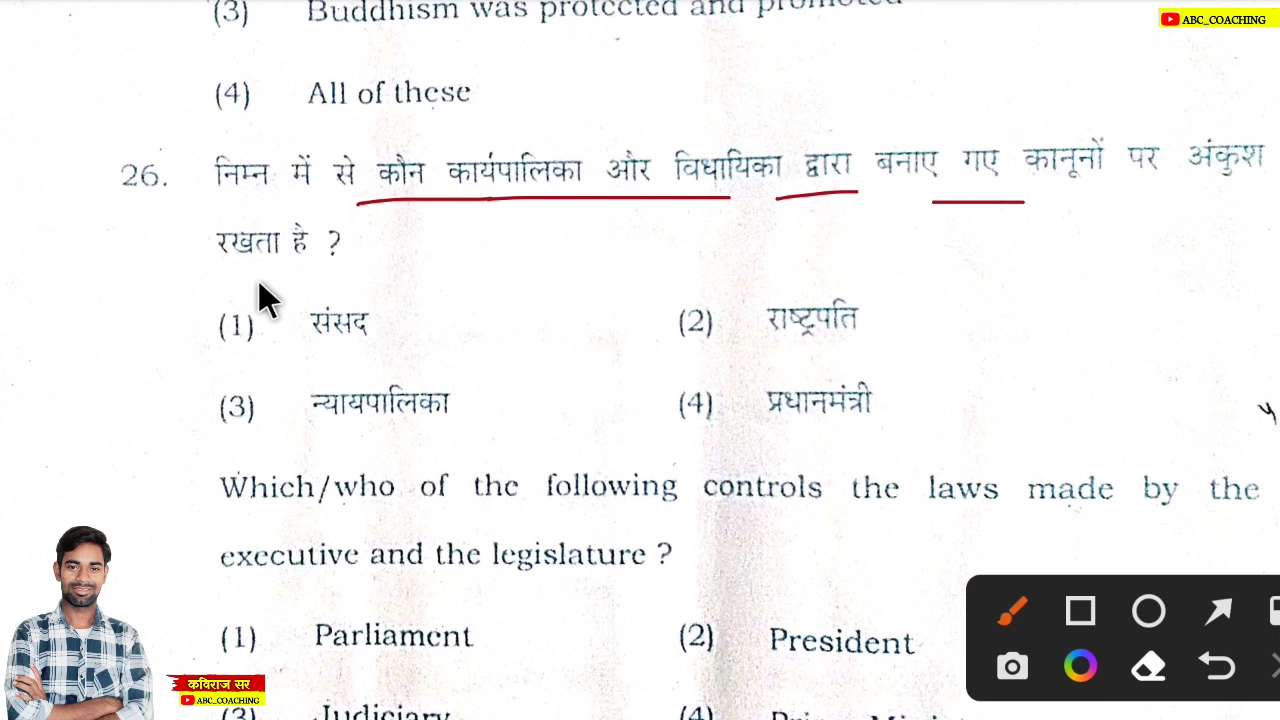 (3) Buddhism was protected and promoted
ABC_COACHING
(4) All of these
26. निम्न में से कौन कार्यपालिका और विधायिका द्वारा बनाए गए कानूनों पर अंकुश
रखता है ?
(1) संसद (2) राष्ट्रपति
(3) न्यायपालिका (4) प्रधानमंत्री
Which/who of the following controls the laws made by the
executive and the legislature ?
(1) Parliament (2) President
कविराज सर
ABC_COACHING
(3) Judiciary (4)